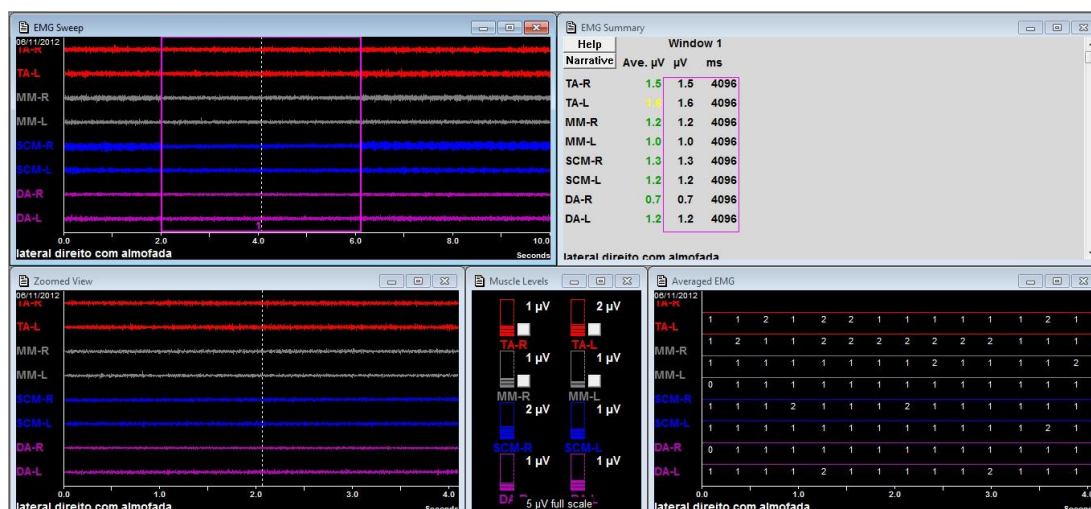 EMG Sweep
06/11/2012
TA-R
TA-L
MM-R
MM-L
SCM-R
SCM-L
DA-R
DA-L
0.0 2.0 4.0 6.0 8.0 10.0
lateral direito com almofada Seconds
EMG Summary
Help Window 1
Narrative Ave. µV µV ms
TA-R 1.5 1.5 4096
TA-L 1.6 1.6 4096
MM-R 1.2 1.2 4096
MM-L 1.0 1.0 4096
SCM-R 1.3 1.3 4096
SCM-L 1.2 1.2 4096
DA-R 0.7 0.7 4096
DA-L 1.2 1.2 4096
lateral direito com almofada
Zoomed View
06/11/2012
TA-R
TA-L
MM-R
MM-L
SCM-R
SCM-L
DA-R
DA-L
0.0 1.0 2.0 3.0 4.0
lateral direito com almofada Seconds
Muscle Levels
1 µV 2 µV
TA-R TA-L
1 µV 1 µV
MM-R MM-L
2 µV 1 µV
SCM-R SCM-L
1 µV 1 µV
5 µV full scale
Averaged EMG
06/11/2012
TA-R
1 1 2 1 2 2 1 1 1 1 1 1 2 1
TA-L
1 2 1 1 2 2 2 2 2 2 2 1 1 1
MM-R
1 1 1 1 1 1 1 1 2 1 1 1 1 2
MM-L
0 1 1 1 1 1 1 1 1 1 1 1 1 1
SCM-R
1 1 1 2 1 1 1 2 1 1 1 1 1 1
SCM-L
1 1 1 1 1 1 1 1 1 1 1 1 2 1
DA-R
0 1 1 1 1 1 1 1 1 1 1 1 1 1
DA-L
1 1 1 1 2 1 1 1 1 1 2 1 1 1
0.0 1.0 2.0 3.0 4.0
lateral direito com almofada Seconds